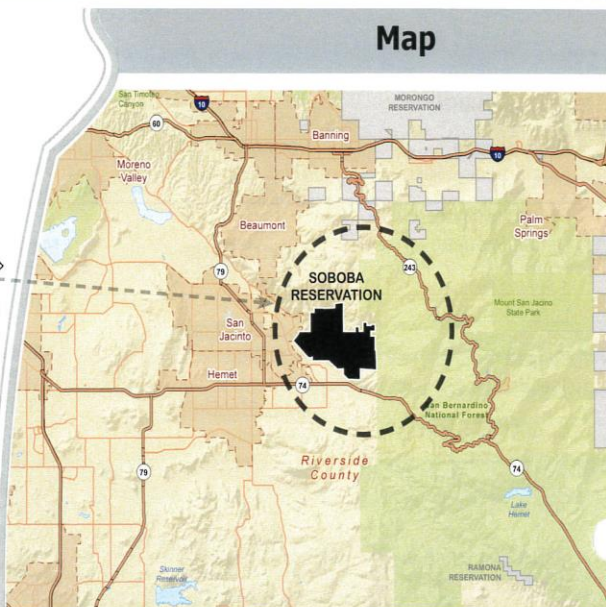 Map
San Timoteo
Canyon
10
MORONGO
RESERVATION
60
Banning
10
Moreno
Valley
Beaumont
Palm
Springs
79
243
SOBOBA
RESERVATION
Mount San Jacino
State Park
San
Jacinto
Hemet
74
San Bernardino
National Forest
Riverside
County
79
74
Lake
Hemet
Skinner
Reservoir
RAMONA
RESERVATION